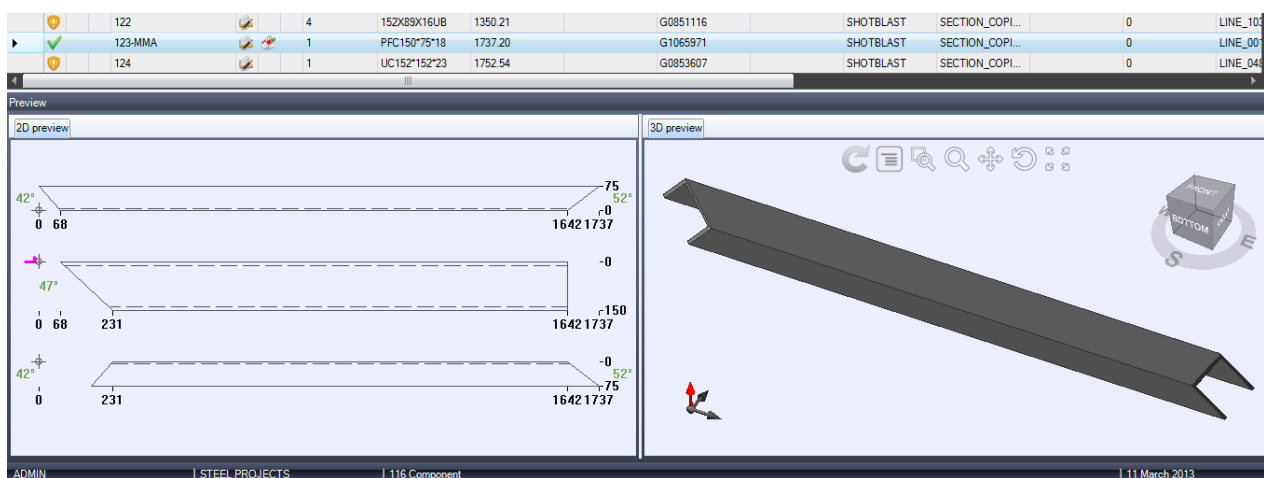 122 4 152X89X16UB 1350.21 G0851116 SHOTBLAST SECTION_COPI... 0 LINE_103
123-MMA 1 PFC150*75*18 1737.20 G1065971 SHOTBLAST SECTION_COPI... 0 LINE_001
124 1 UC152*152*23 1752.54 G0853607 SHOTBLAST SECTION_COPI... 0 LINE_048
Preview
2D preview 3D preview
75
42° 52°
0
0 68 1642 1737
0
47°
150
0 68 231 1642 1737
0
42° 52°
75
0 231 1642 1737
FRONT
BOTTOM
E
S
ADMIN STEEL PROJECTS 116 Component 11 March 2013